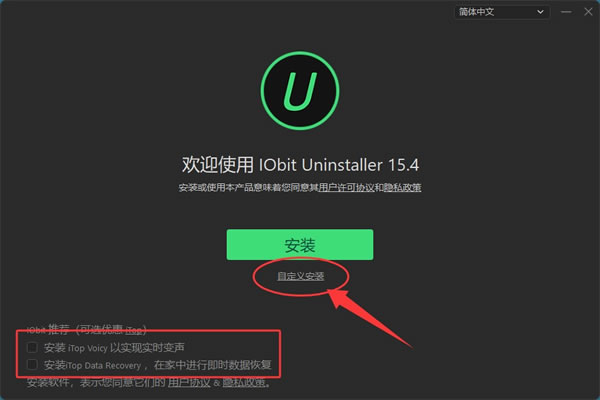 简体中文
U
欢迎使用 IObit Uninstaller 15.4
安装或使用本产品意味着您同意其用户许可协议和隐私政策
安装
自定义安装
IObit 推荐（可选优惠 iTop）
安装 iTop Voicy 以实现实时变声
安装iTop Data Recovery ，在家中进行即时数据恢复
安装软件，表示您同意它们的 用户协议 & 隐私政策。